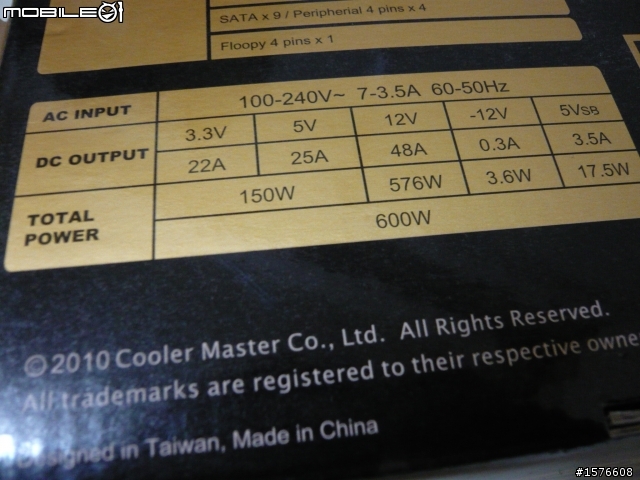 MOBILE01
SATA x 9 / Peripherial 4 pins x 4
Floopy 4 pins x 1
AC INPUT 100-240V~ 7-3.5A 60-50Hz
DC OUTPUT 3.3V 5V 12V -12V 5VSB
22A 25A 48A 0.3A 3.5A
TOTAL POWER 150W 576W 3.6W 17.5W
600W
©2010 Cooler Master Co., Ltd. All Rights Reserved.
All trademarks are registered to their respective owne
Designed in Taiwan, Made in China
#1576608